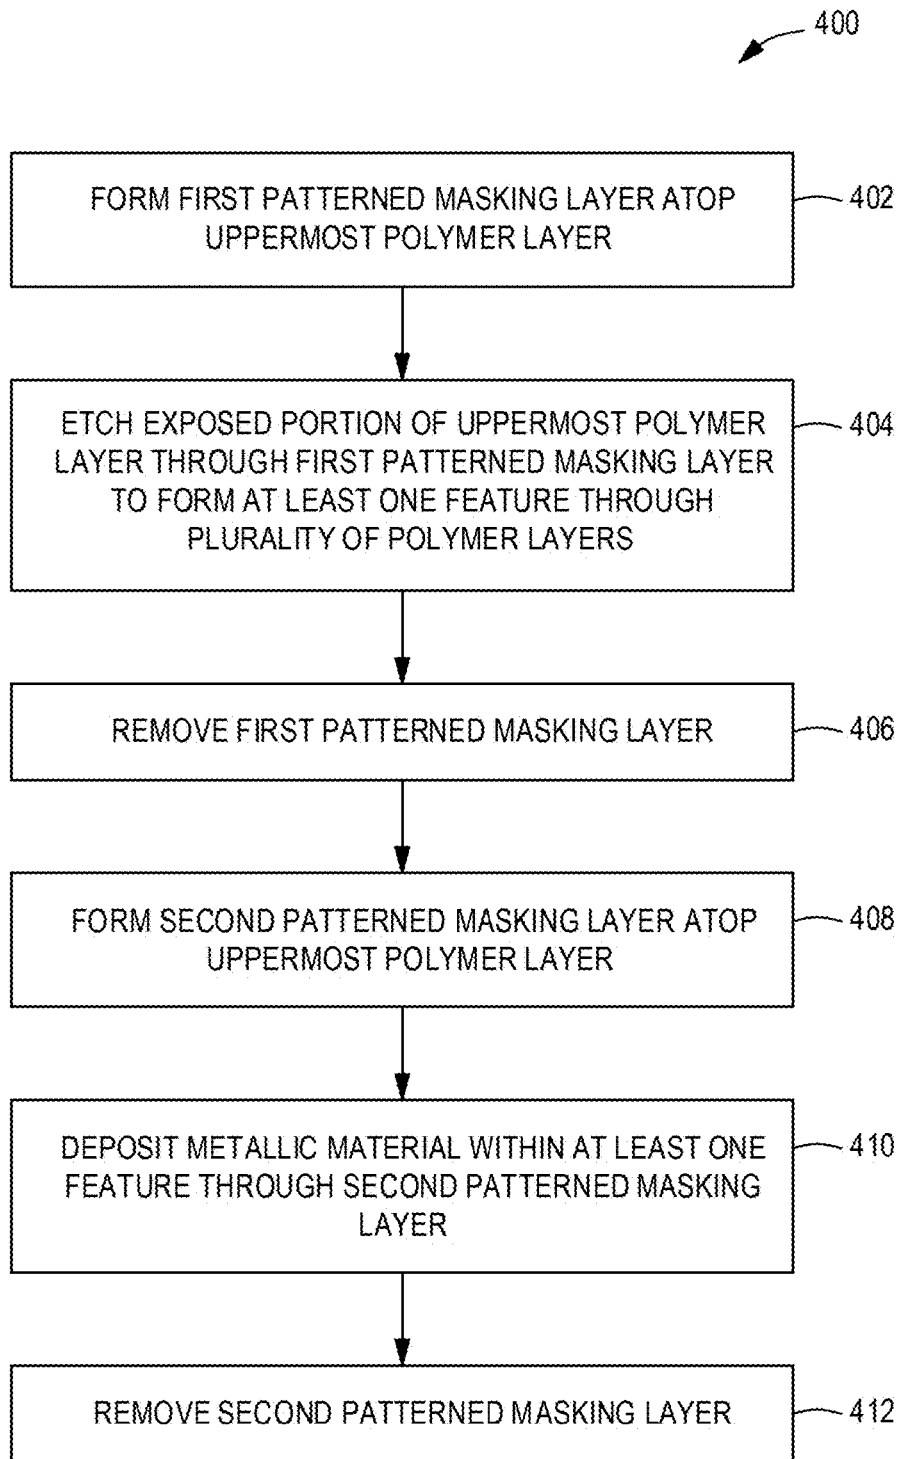 400
FORM FIRST PATTERNED MASKING LAYER ATOP
UPPERMOST POLYMER LAYER
402
ETCH EXPOSED PORTION OF UPPERMOST POLYMER
LAYER THROUGH FIRST PATTERNED MASKING LAYER
TO FORM AT LEAST ONE FEATURE THROUGH
PLURALITY OF POLYMER LAYERS
404
REMOVE FIRST PATTERNED MASKING LAYER
406
FORM SECOND PATTERNED MASKING LAYER ATOP
UPPERMOST POLYMER LAYER
408
DEPOSIT METALLIC MATERIAL WITHIN AT LEAST ONE
FEATURE THROUGH SECOND PATTERNED MASKING
LAYER
410
REMOVE SECOND PATTERNED MASKING LAYER
412